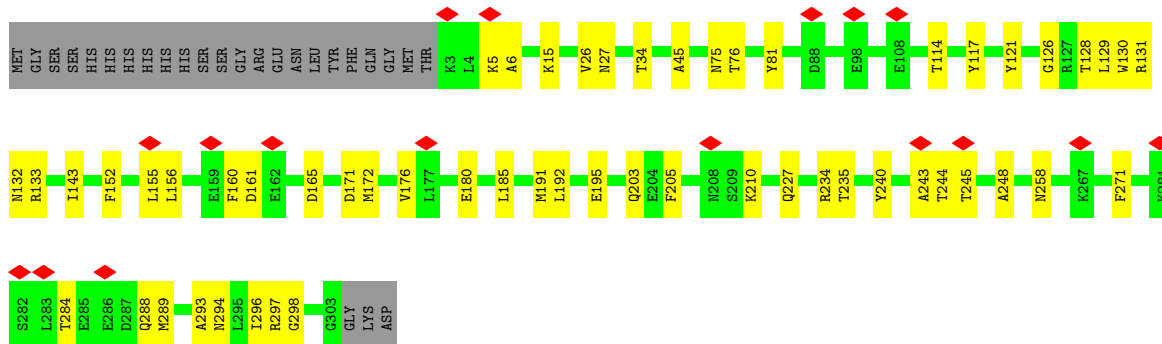 MET GLY SER SER HIS HIS HIS HIS HIS HIS SER SER GLY ARG GLU ASN LEU TYR PHE GLN GLY MET THR K3 L4 K5 A6 K15 V26 N27 T34 A45 N75 T76 Y81 D88 E98 E108 T114 Y117 Y121 G126 R127 T128 L129 W130 R131
N132 R133 I143 F152 L155 L156 E159 F160 D161 E162 D165 D171 M172 V176 L177 E180 L185 M191 L192 E195 Q203 E204 F205 N208 S209 K210 Q227 R234 T235 Y240 A243 T244 T245 A248 N258 K267 F271
S282 L283 T284 E285 E286 D287 Q288 M289 A293 N294 L295 I296 R297 G298 G303 GLY LYS ASP